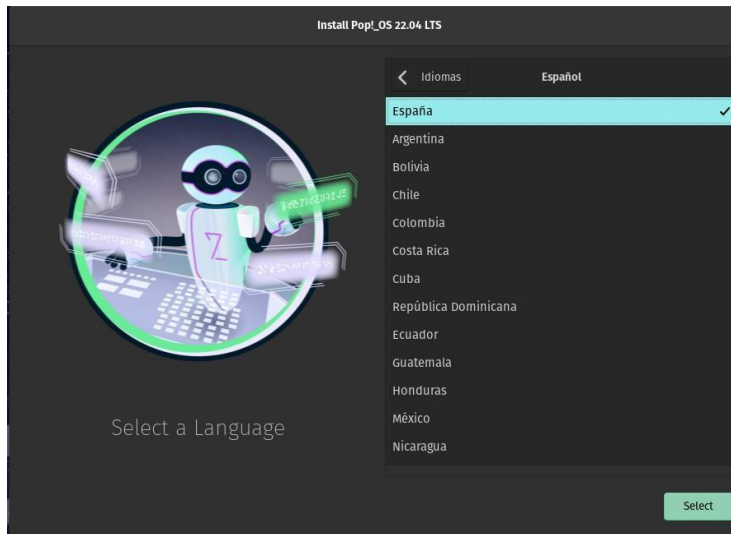 Install Pop!_OS 22.04 LTS
Idiomas
Español
España
Argentina
Bolivia
Chile
Colombia
Costa Rica
Cuba
República Dominicana
Ecuador
Guatemala
Honduras
México
Nicaragua
Select a Language
Select